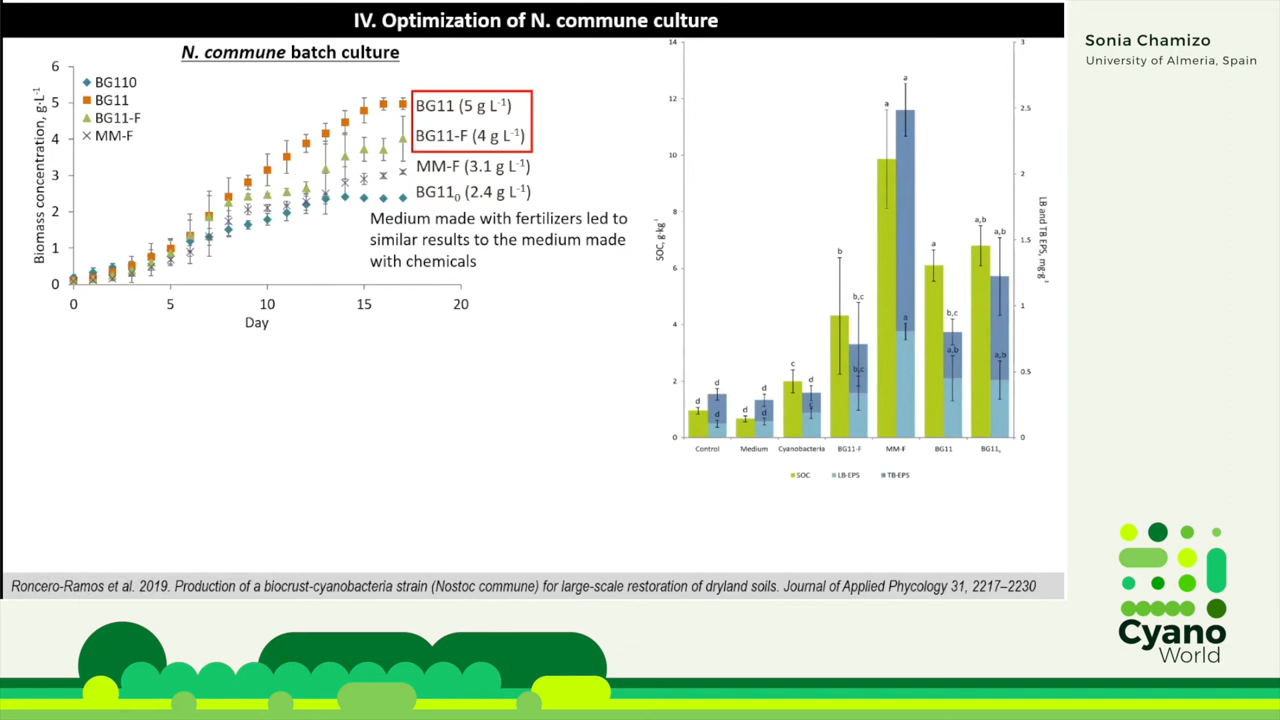 IV. Optimization of N. commune culture
Sonia Chamizo
University of Almeria, Spain
N. commune batch culture
Biomass concentration, g·L-1
6
5
4
3
2
1
0
0
5
10
15
20
Day
BG110
BG11
BG11-F
MM-F
BG11 (5 g L-1)
BG11-F (4 g L-1)
MM-F (3.1 g L-1)
BG110 (2.4 g L-1)
Medium made with fertilizers led to
similar results to the medium made
with chemicals
SOC, g·kg-1
14
12
10
8
6
4
2
0
LB and TB EPS, mg·g-1
3
2.5
2
1.5
1
0.5
0
d
d
d
d
d
d
c
d
c
b
b,c
b,c
a
a
a
a
b,c
a,b
a,b
a,b
a,b
Control
Medium
Cyanobacteria
BG11-F
MM-F
BG11
BG110
SOC
LB-EPS
TB-EPS
Roncero-Ramos et al. 2019. Production of a biocrust-cyanobacteria strain (Nostoc commune) for large-scale restoration of dryland soils. Journal of Applied Phycology 31, 2217–2230
Cyano
World